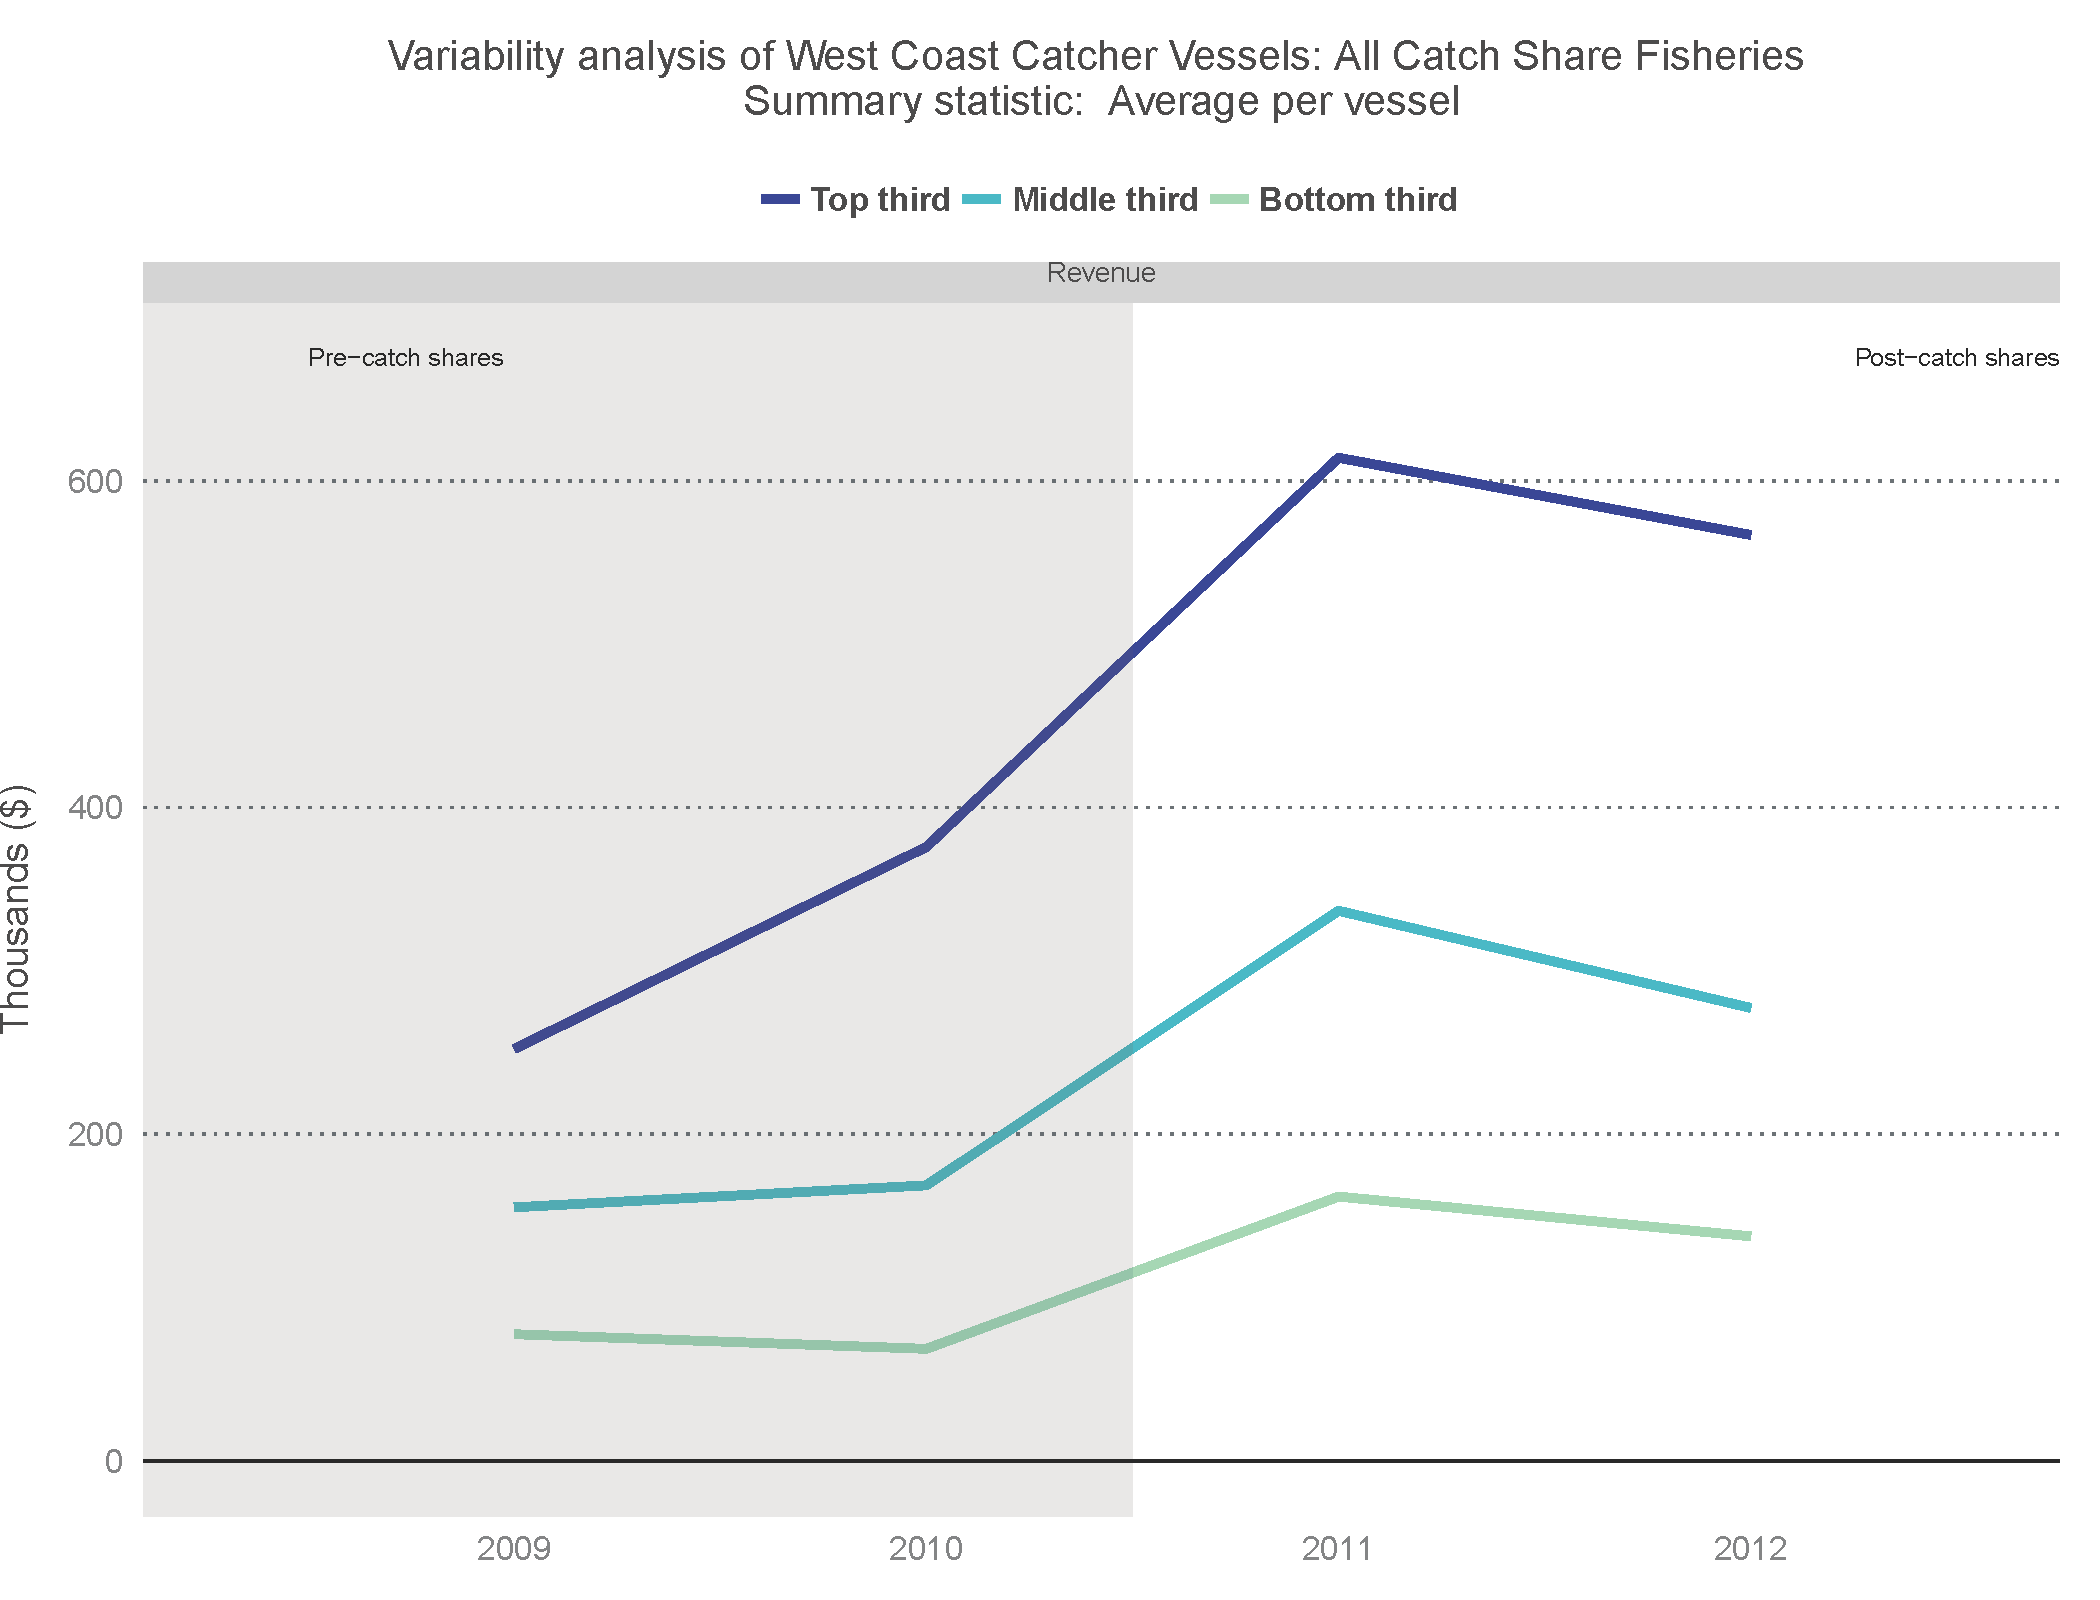 Variability analysis of West Coast Catcher Vessels: All Catch Share Fisheries
Summary statistic:  Average per vessel
Top third Middle third Bottom third
Revenue
Pre−catch shares Post−catch shares
600
400
200
0
Thousands ($)
2009 2010 2011 2012